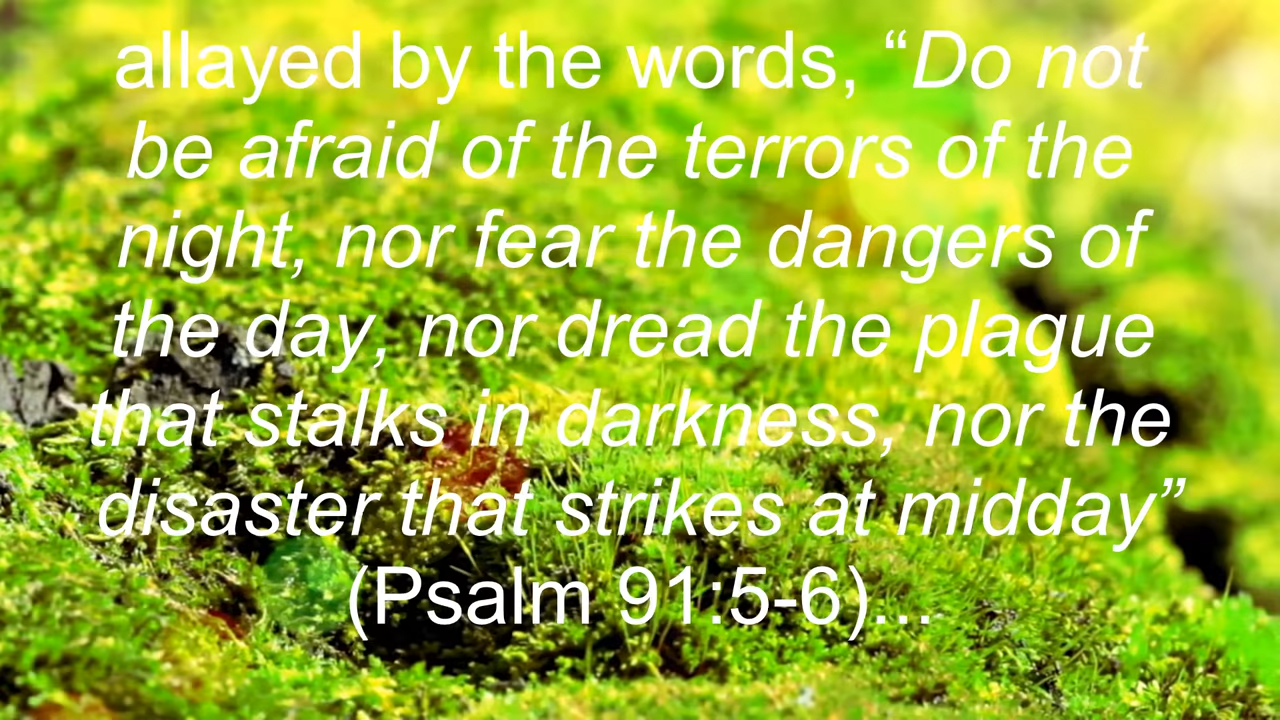 allayed by the words, “Do not
be afraid of the terrors of the
night, nor fear the dangers of
the day, nor dread the plague
that stalks in darkness, nor the
disaster that strikes at midday”
(Psalm 91:5-6)...